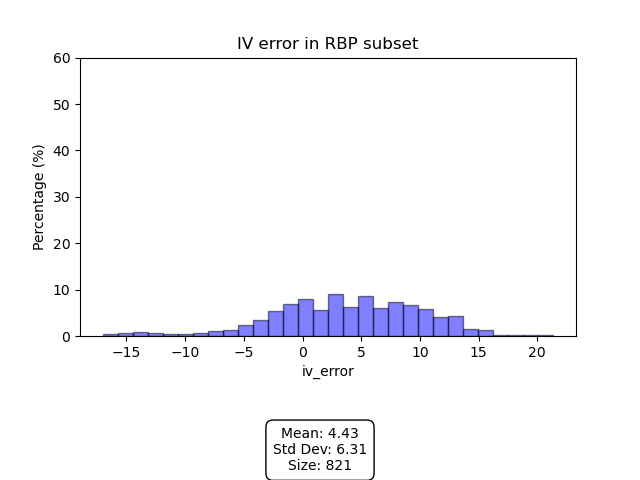 IV error in RBP subset
60
50
40
30
20
10
0
Percentage (%)
−15 −10 −5 0 5 10 15 20
iv_error
Mean: 4.43
Std Dev: 6.31
Size: 821